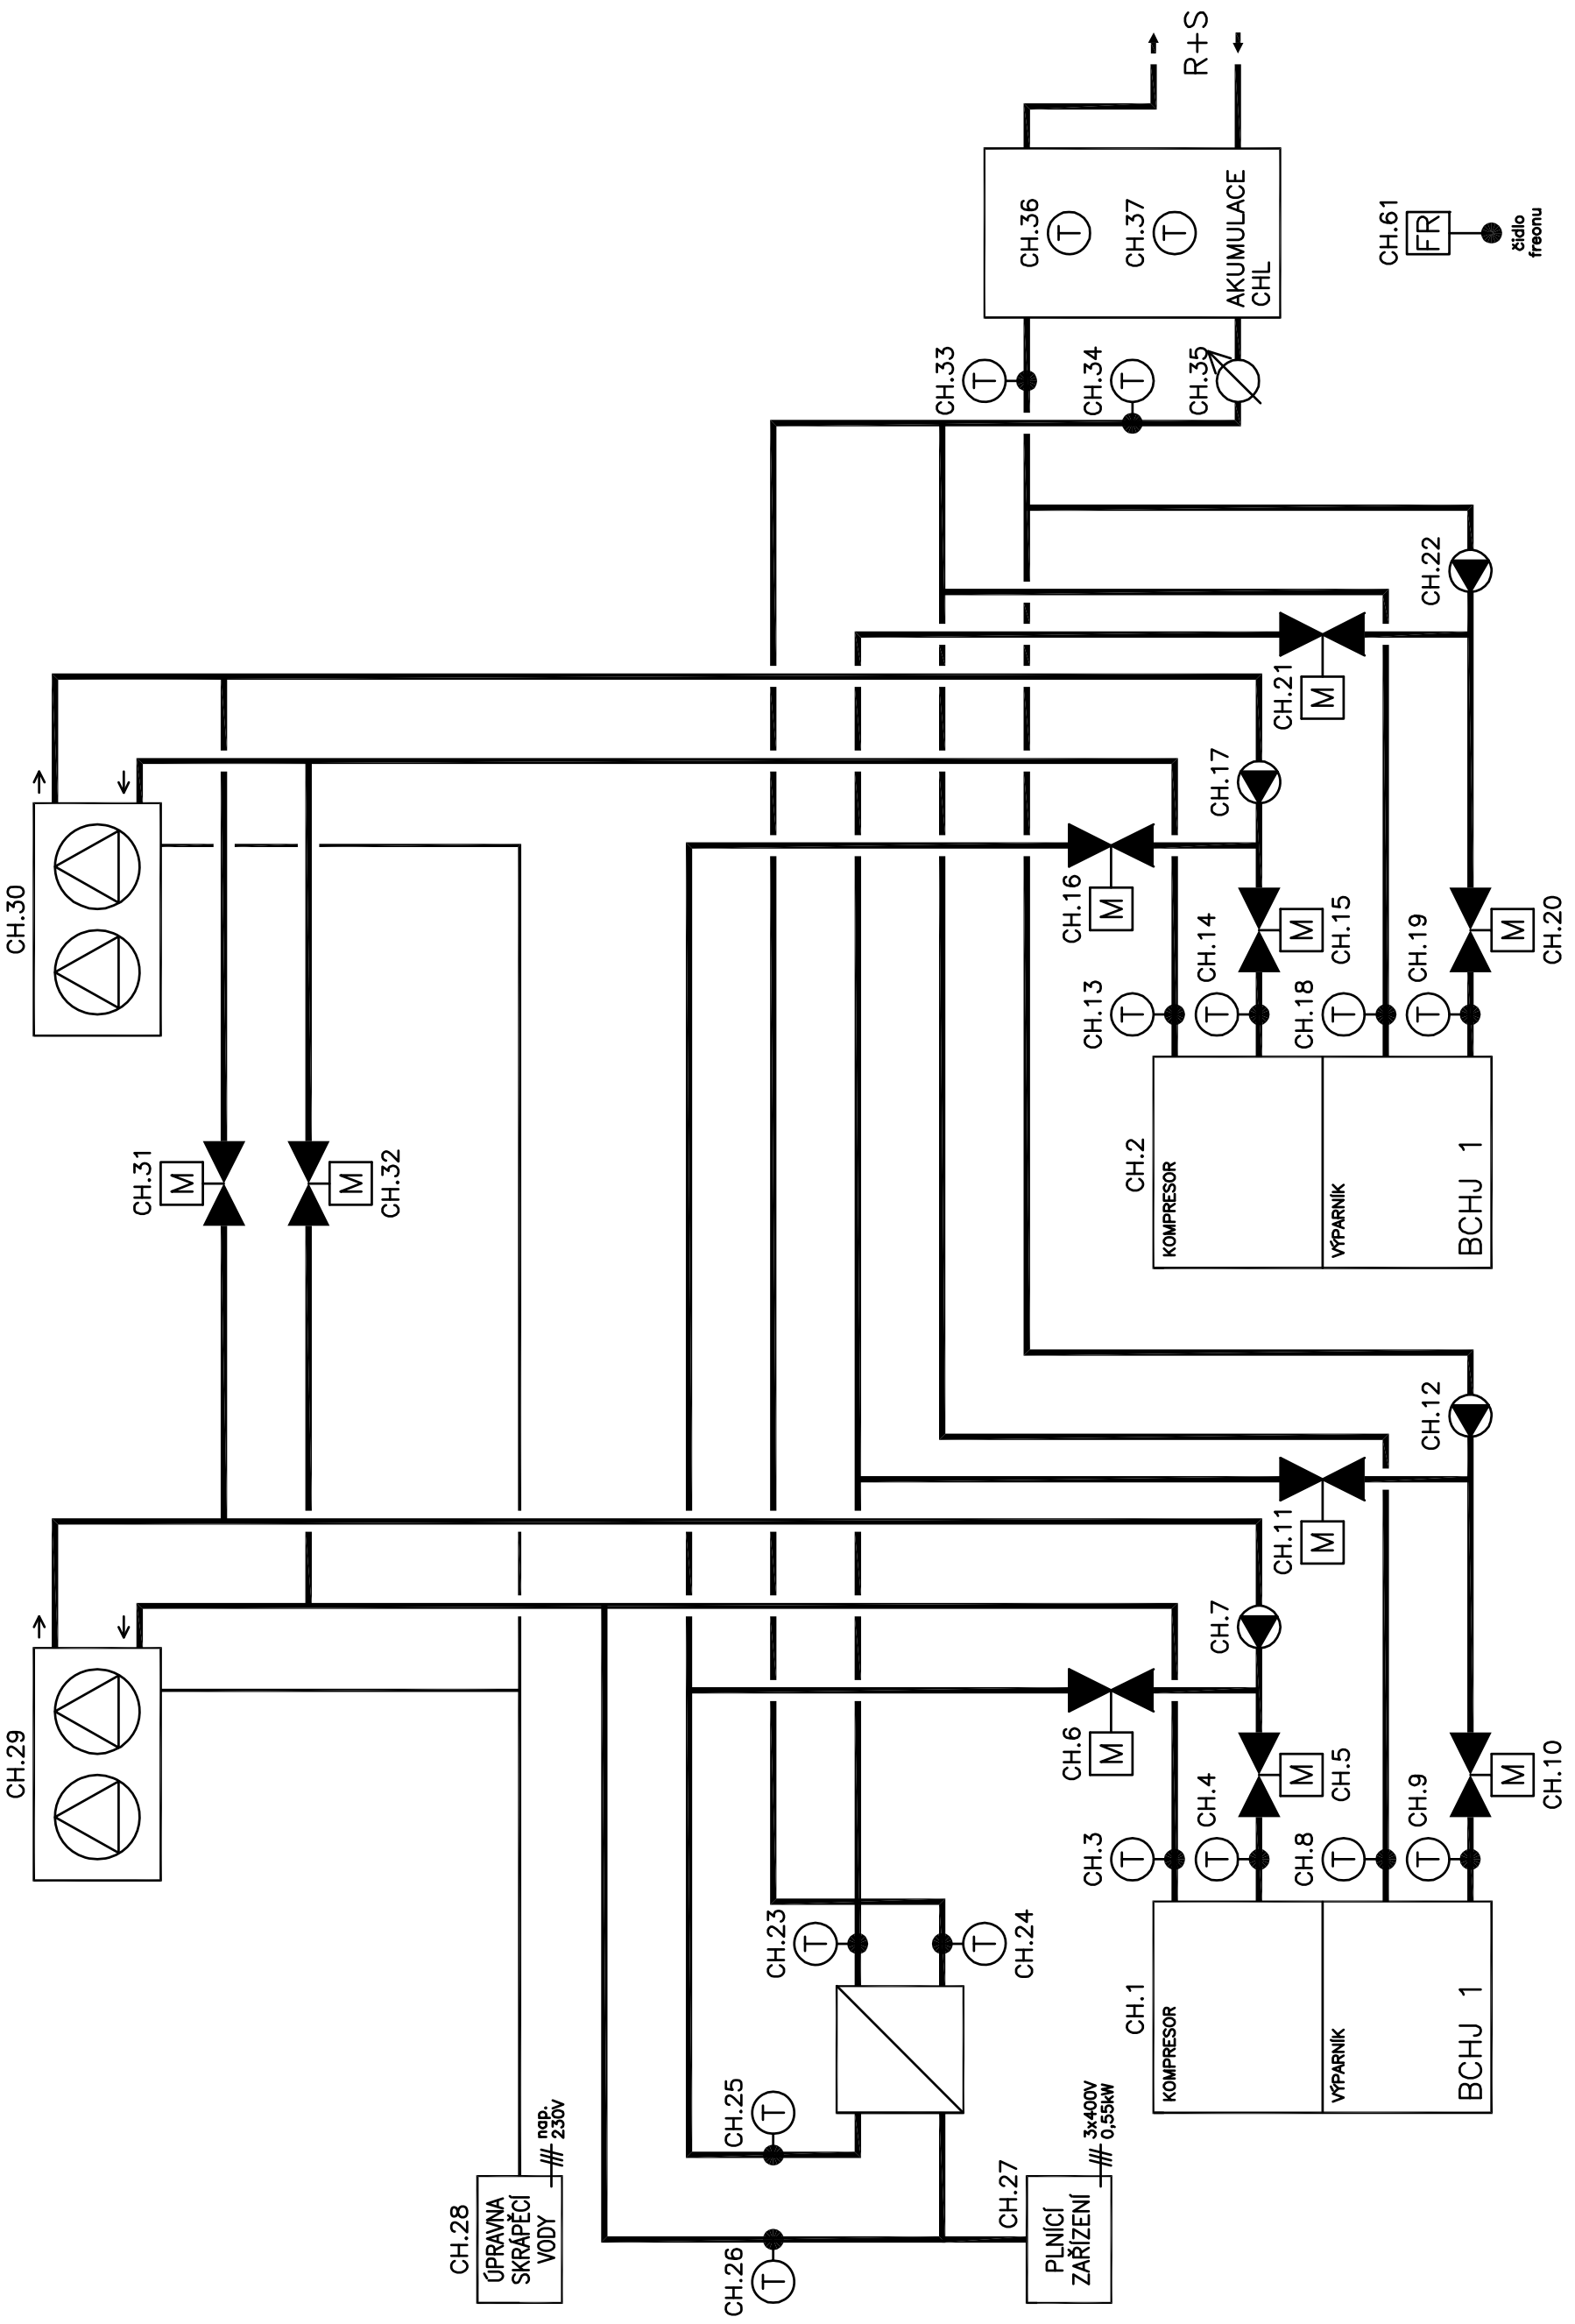 CH.29
CH.30
CH.31
M
M
CH.32
CH.28
ÚPRAVNA
SKRÁPĚCÍ
VODY
nap.
230V
CH.26
T
CH.25
T
CH.23
T
T
CH.24
CH.27
PLNÍCÍ
ZAŘÍZENÍ
3x400V
0,55kW
CH.1
KOMPRESOR
VÝPARNÍK
BCHJ 1
CH.3
T
CH.4
T
M
CH.5
CH.6
M
CH.7
CH.8
T
CH.9
T
M
CH.10
CH.11
M
CH.12
CH.2
KOMPRESOR
VÝPARNÍK
BCHJ 1
CH.13
T
CH.14
T
M
CH.15
CH.16
M
CH.17
CH.18
T
CH.19
T
M
CH.20
CH.21
M
CH.22
CH.33
T
CH.34
T
CH.35
CH.36
T
CH.37
T
AKUMULACE
CHL
R+S
CH.61
FR
čidlo
freonu